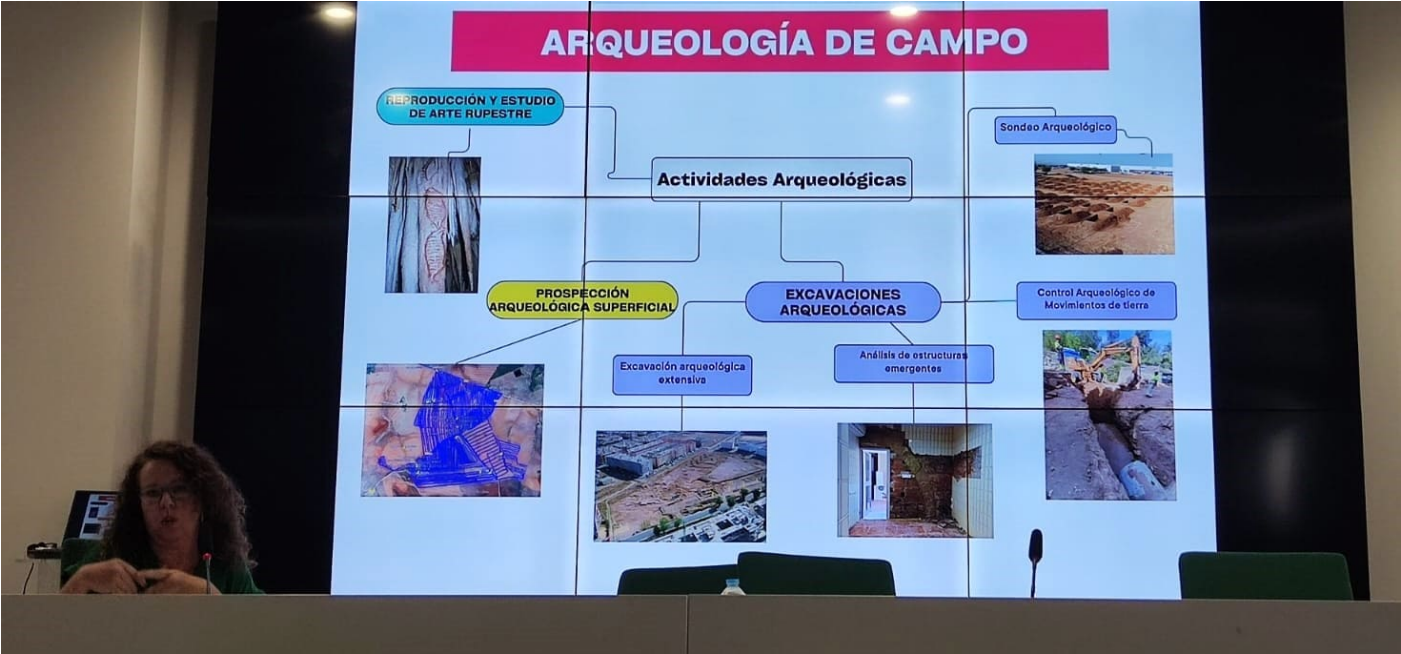 ARQUEOLOGÍA DE CAMPO
REPRODUCCIÓN Y ESTUDIO
DE ARTE RUPESTRE
Sondeo Arqueológico
Actividades Arqueológicas
PROSPECCIÓN
ARQUEOLÓGICA SUPERFICIAL
EXCAVACIONES
ARQUEOLÓGICAS
Control Arqueológico de
Movimientos de tierra
Excavación arqueológica
extensiva
Análisis de estructuras
emergentes